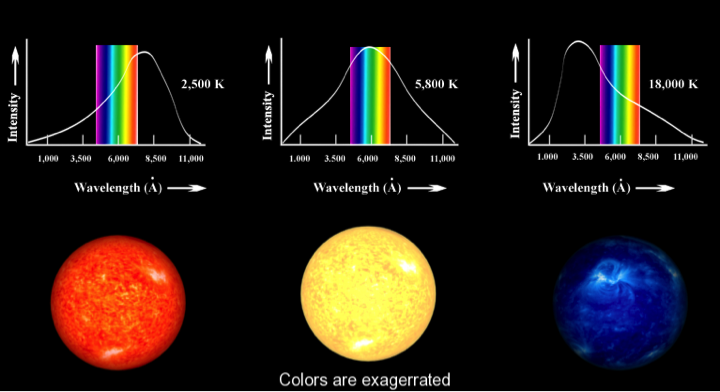 Intensity
2,500 K
1,000 3,500 6,000 8,500 11,000
Wavelength (Å)
Intensity
5,800 K
1.000 3.500 6,000 8,500 11,000
Wavelength (Å)
Intensity
18,000 K
1.000 3.500 6,000 8,500 11,000
Wavelength (Å)
Colors are exagerrated